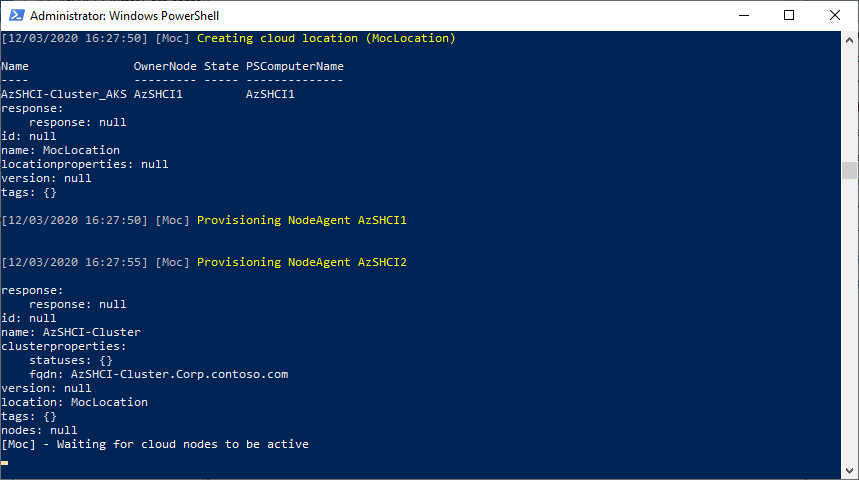 Administrator: Windows PowerShell
[12/03/2020 16:27:50] [Moc] Creating cloud location (MocLocation)
Name               OwnerNode State PSComputerName
----               --------- ----- --------------
AzSHCI-Cluster_AKS AzSHCI1         AzSHCI1
response:
    response: null
id: null
name: MocLocation
locationproperties: null
version: null
tags: {}
[12/03/2020 16:27:50] [Moc] Provisioning NodeAgent AzSHCI1
[12/03/2020 16:27:55] [Moc] Provisioning NodeAgent AzSHCI2
response:
    response: null
id: null
name: AzSHCI-Cluster
clusterproperties:
    statuses: {}
    fqdn: AzSHCI-Cluster.Corp.contoso.com
version: null
location: MocLocation
tags: {}
nodes: null
[Moc] - Waiting for cloud nodes to be active